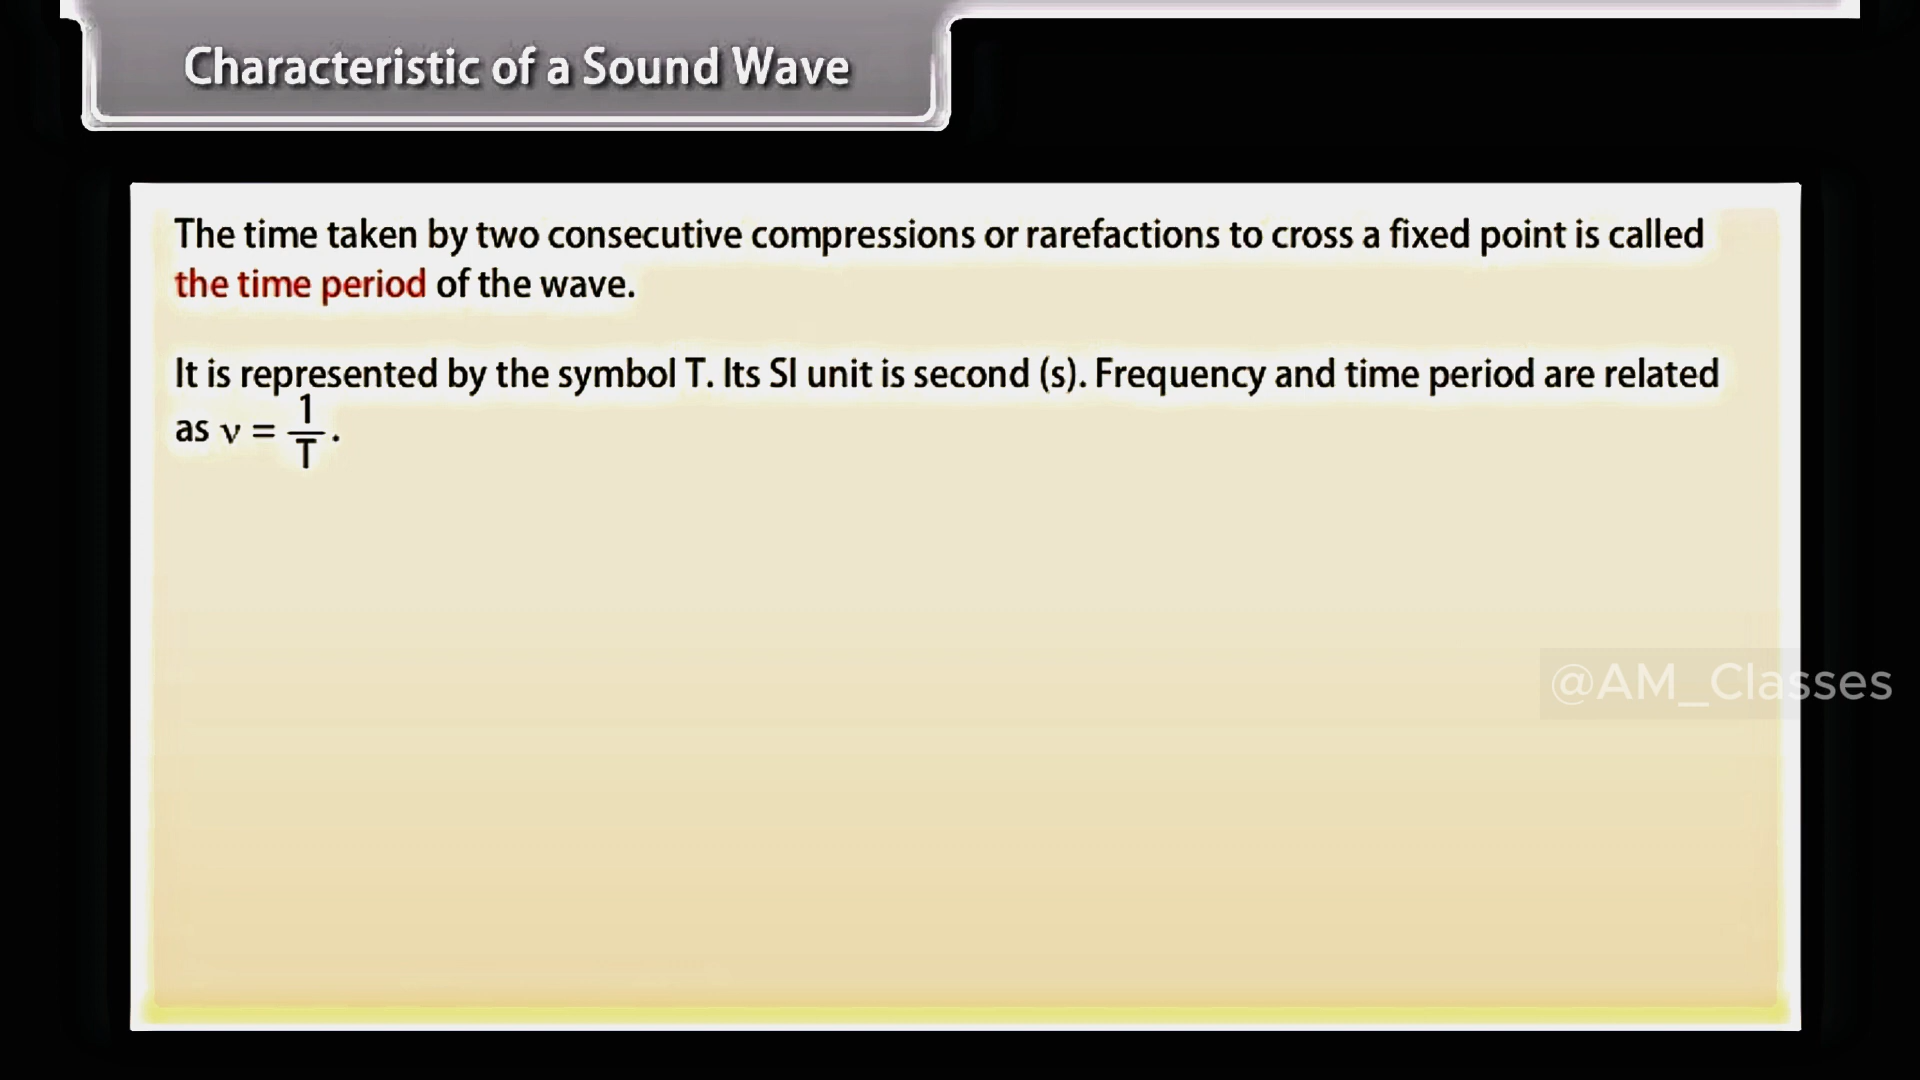 Characteristic of a Sound Wave
The time taken by two consecutive compressions or rarefactions to cross a fixed point is called
the time period of the wave.
It is represented by the symbol T. Its SI unit is second (s). Frequency and time period are related
as ν = 1/T.
@AM_Classes